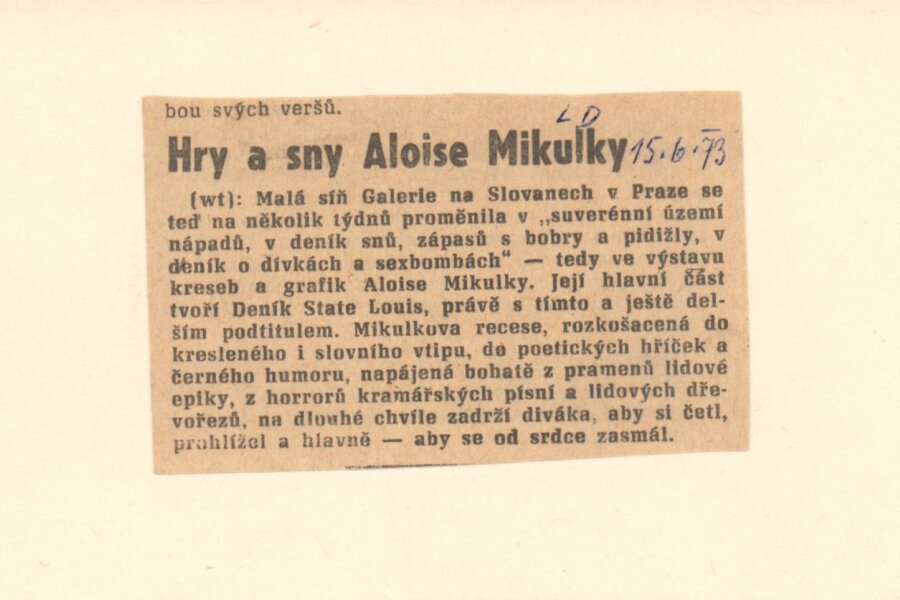 bou svých veršů.
LD
Hry a sny Aloise Mikulky 15.6.73
(wt): Malá síň Galerie na Slovanech v Praze se
teď na několik týdnů proměnila v „suverénní území
nápadů, v deník snů, zápasů s bobry a pidižly, v
deník o dívkách a sexbombách“ — tedy ve výstavu
kreseb a grafik Aloise Mikulky. Její hlavní část
tvoří Deník State Louis, právě s tímto a ještě del-
ším podtitulem. Mikulkova recese, rozkošacená do
kresleného i slovního vtipu, do poetických hříček a
černého humoru, napájená bohatě z pramenů lidové
epiky, z horrorů kramářských písní a lidových dře-
vořezů, na dlouhé chvíle zadrží diváka, aby si četl,
prohlížel a hlavně — aby se od srdce zasmál.